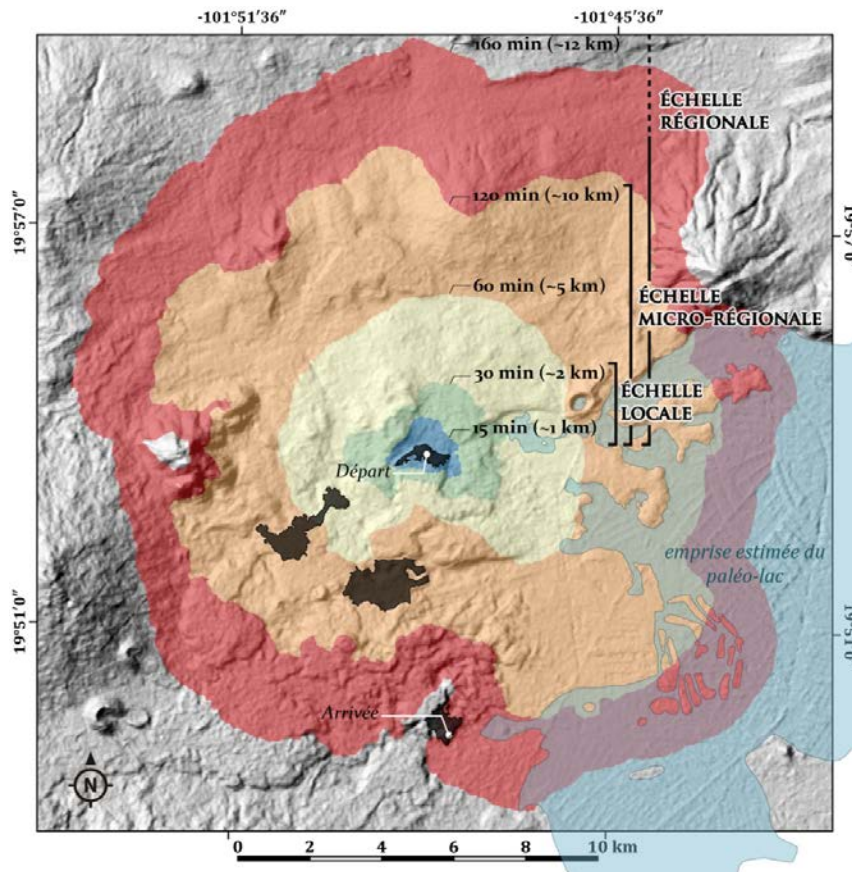 -101°51′36″
-101°45′36″
160 min (~12 km)
ÉCHELLE
RÉGIONALE
120 min (~10 km)
19°57′0″
19°57′0
60 min (~5 km)
ÉCHELLE
MICRO-RÉGIONALE
30 min (~2 km)
ÉCHELLE
LOCALE
15 min (~1 km)
Départ
emprise estimée du
paléo-lac
19°51′0″
19°51′0
Arrivée
N
0 2 4 6 8 10 km